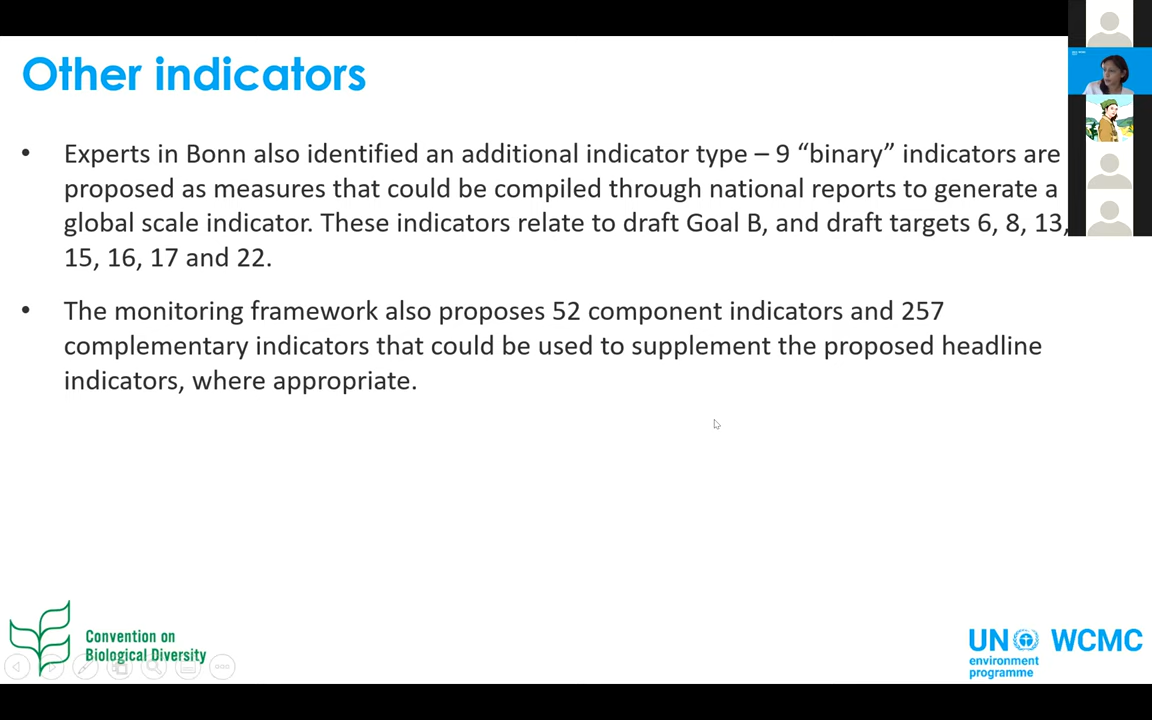 Other indicators
• Experts in Bonn also identified an additional indicator type – 9 “binary” indicators are
proposed as measures that could be compiled through national reports to generate a
global scale indicator. These indicators relate to draft Goal B, and draft targets 6, 8, 13,
15, 16, 17 and 22.
• The monitoring framework also proposes 52 component indicators and 257
complementary indicators that could be used to supplement the proposed headline
indicators, where appropriate.
Convention on
Biological Diversity
UN WCMC
environment
programme